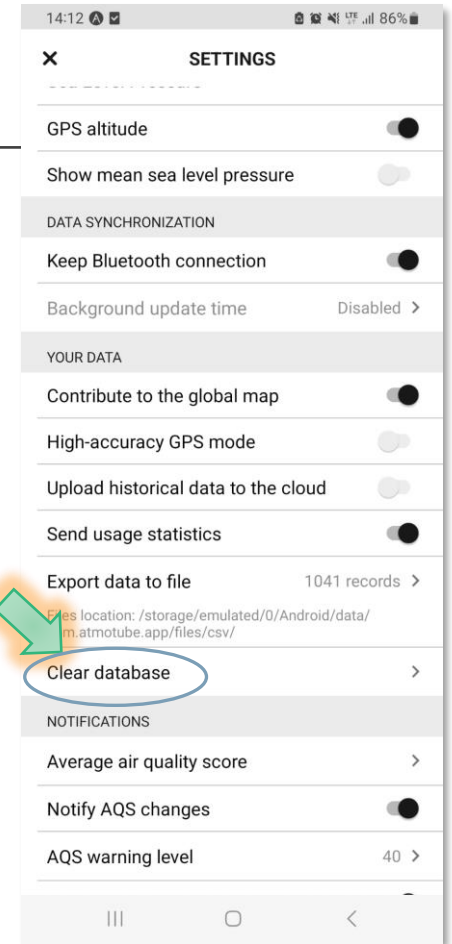 14:12 LTE 86%
SETTINGS
GPS altitude
Show mean sea level pressure
DATA SYNCHRONIZATION
Keep Bluetooth connection
Background update time Disabled >
YOUR DATA
Contribute to the global map
High-accuracy GPS mode
Upload historical data to the cloud
Send usage statistics
Export data to file 1041 records >
location: /storage/emulated/0/Android/data/
m.atmotube.app/files/csv/
Clear database >
NOTIFICATIONS
Average air quality score >
Notify AQS changes
AQS warning level 40 >